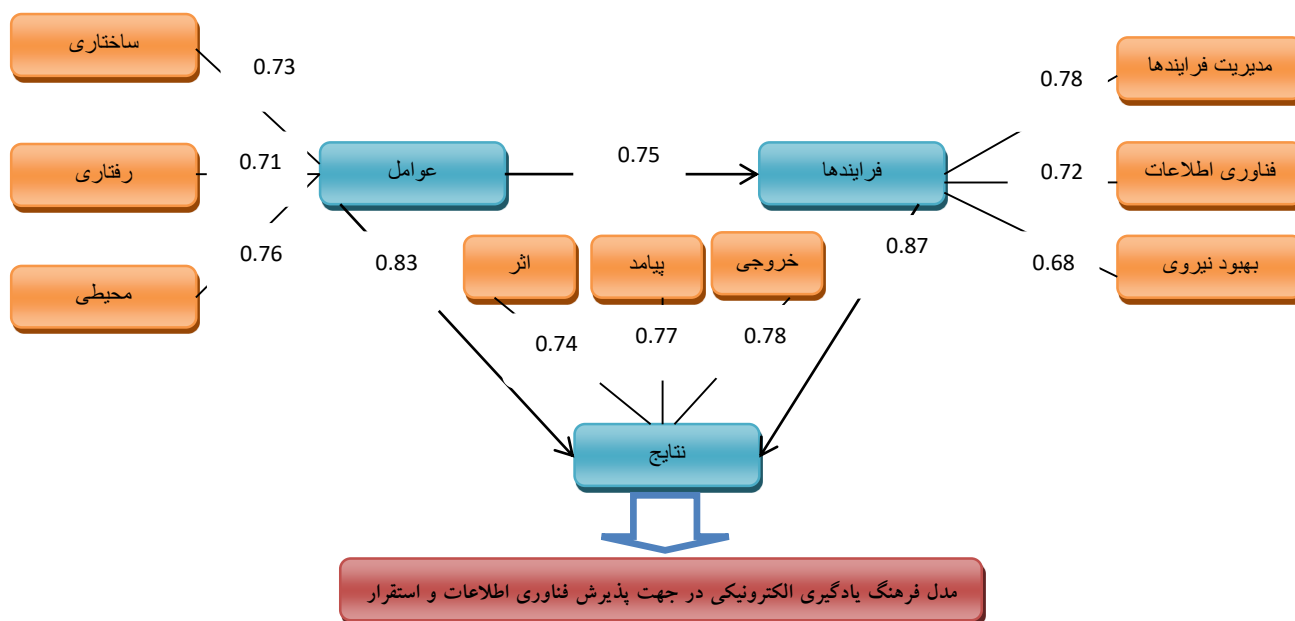 ساختاری
0.73
0.78
مدیریت فرایندها
رفتاری
0.71
عوامل
0.75
فرایندها
0.72
فناوری اطلاعات
محیطی
0.76
0.83
اثر
پیامد
خروجی
0.87
0.68
بهبود نیروی
0.74
0.77
0.78
نتایج
مدل فرهنگ یادگیری الکترونیکی در جهت پذیرش فناوری اطلاعات و استقرار